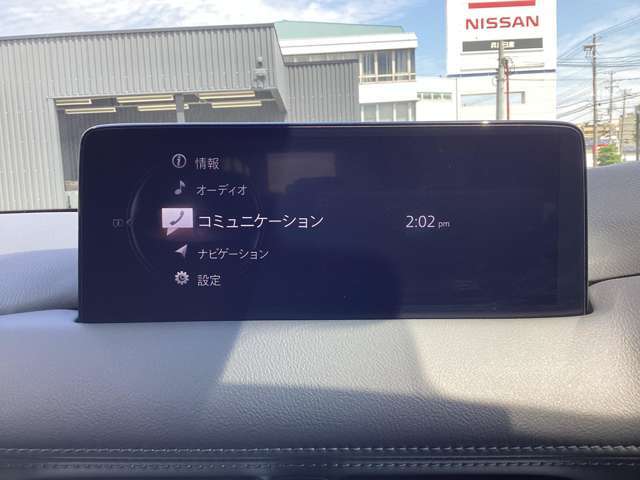 NISSAN
情報
オーディオ
コミュニケーション
2:02 pm
ナビゲーション
設定